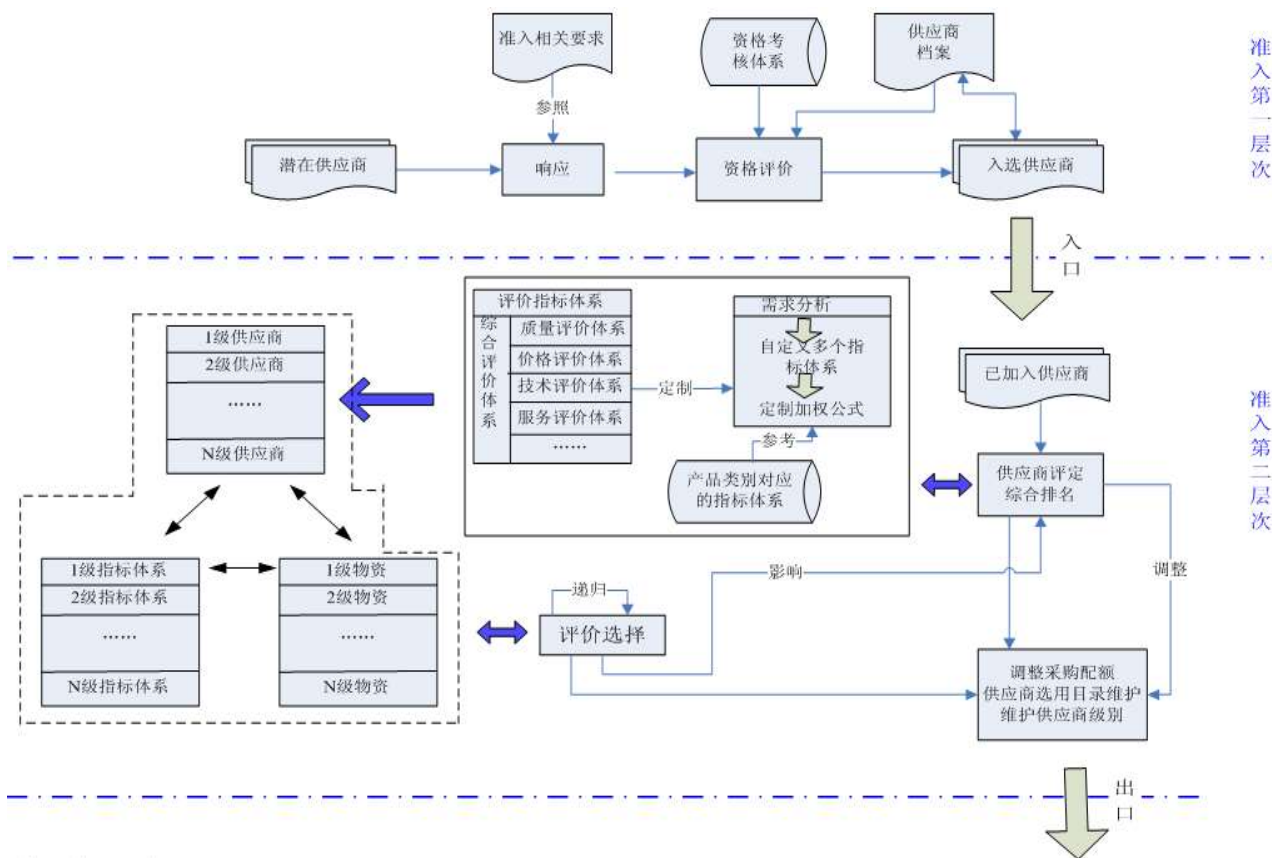 准入相关要求
资格考
核体系
供应商
档案
准入第一层次
参照
潜在供应商
响应
资格评价
入选供应商
入口
评价指标体系
综合评价体系
质量评价体系
价格评价体系
技术评价体系
服务评价体系
……
定制
需求分析
自定义多个指
标体系
定制加权公式
参考
产品类别对应
的指标体系
1级供应商
2级供应商
……
N级供应商
已加入供应商
准入第二层次
供应商评定
综合排名
1级指标体系
2级指标体系
……
N级指标体系
1级物资
2级物资
……
N级物资
影响
调整
递归
评价选择
调整采购配额
供应商选用目录维护
维护供应商级别
出口